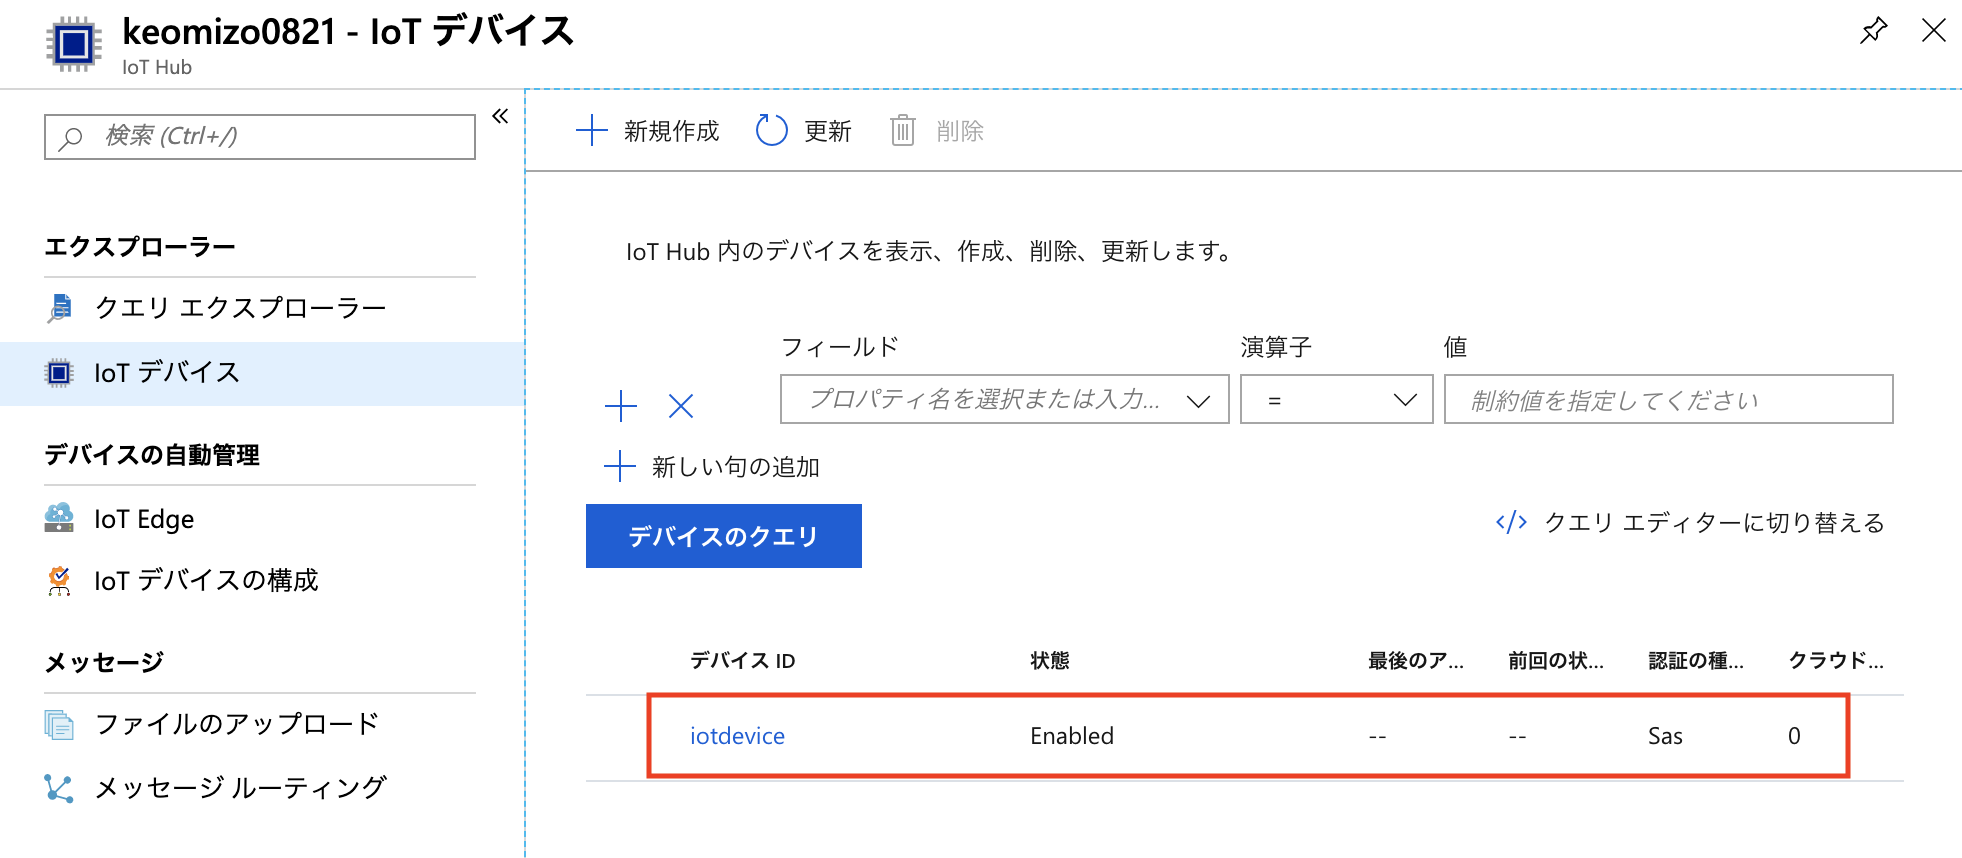 keomizo0821 - IoT デバイス
IoT Hub
検索 (Ctrl+/)
エクスプローラー
クエリ エクスプローラー
IoT デバイス
デバイスの自動管理
IoT Edge
IoT デバイスの構成
メッセージ
ファイルのアップロード
メッセージ ルーティング
新規作成 更新 削除
IoT Hub 内のデバイスを表示、作成、削除、更新します。
フィールド 演算子 値
プロパティ名を選択または入力... = 制約値を指定してください
新しい句の追加
デバイスのクエリ
</> クエリ エディターに切り替える
デバイス ID 状態 最後のア... 前回の状... 認証の種... クラウド...
iotdevice Enabled -- -- Sas 0